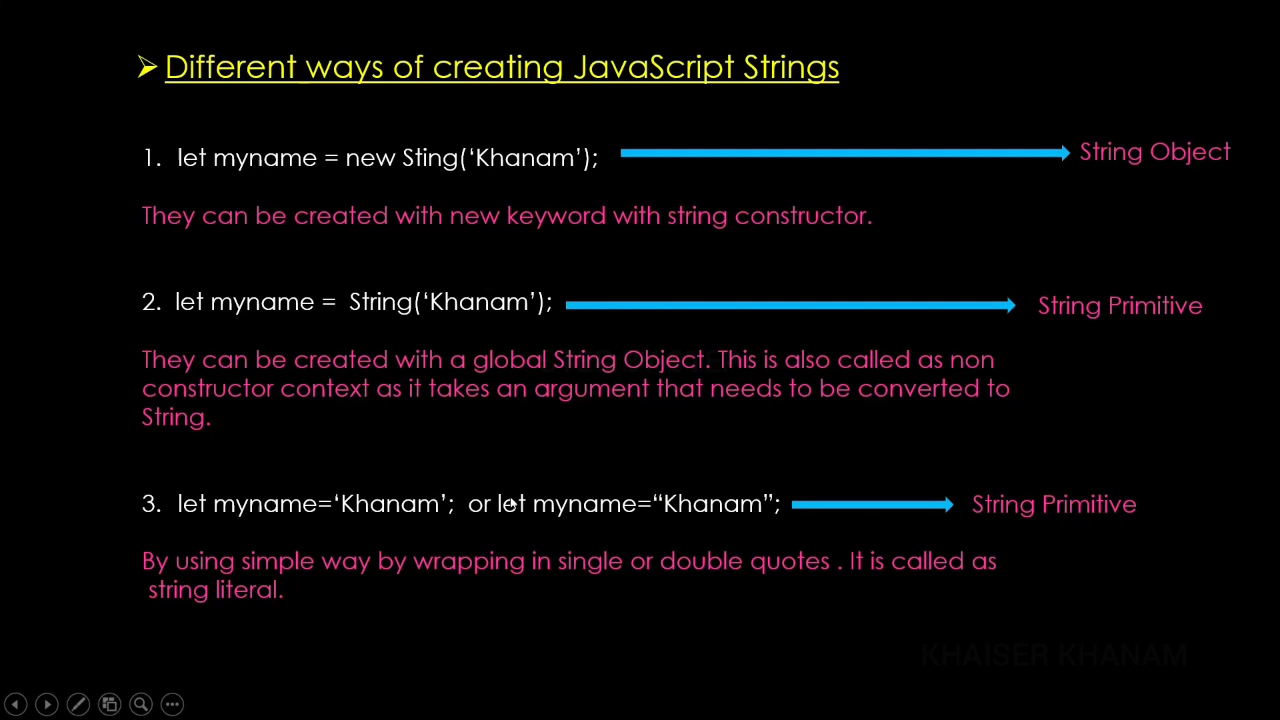 Different ways of creating JavaScript Strings
1. let myname = new Sting(‘Khanam’);
String Object
They can be created with new keyword with string constructor.
2. let myname = String(‘Khanam’);
String Primitive
They can be created with a global String Object. This is also called as non
constructor context as it takes an argument that needs to be converted to
String.
3. let myname=‘Khanam’; or let myname=“Khanam”;
String Primitive
By using simple way by wrapping in single or double quotes . It is called as
string literal.
KHAISER KHANAM